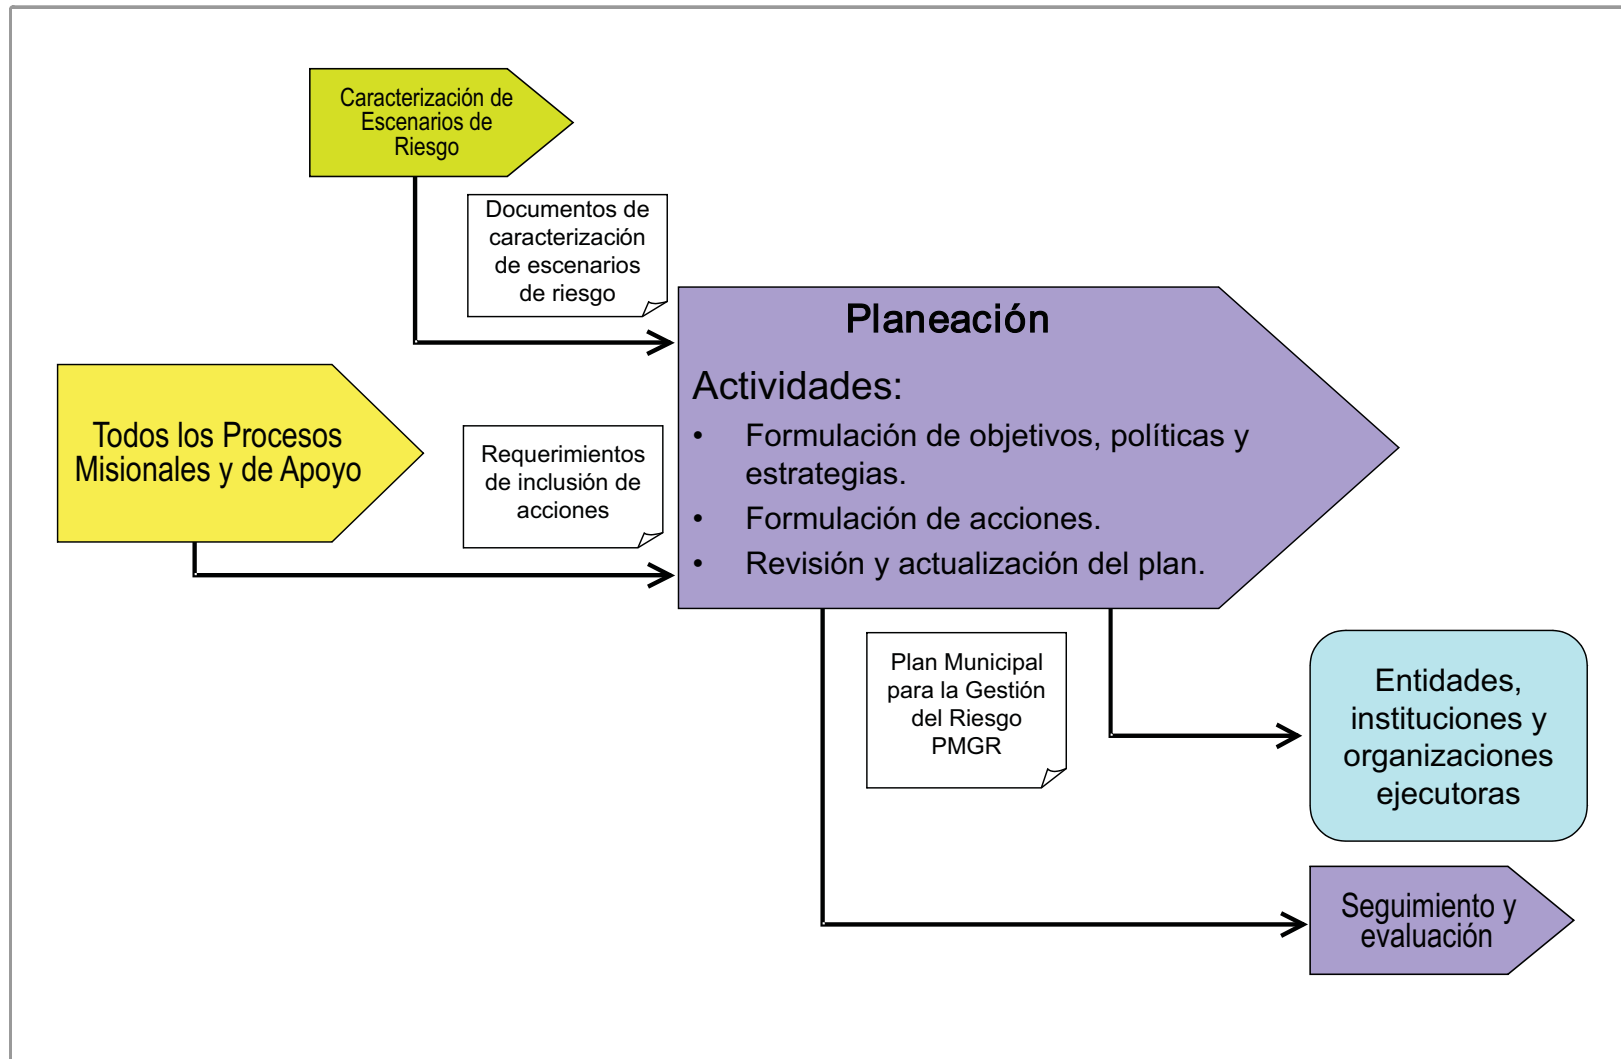 Caracterización de
Escenarios de
Riesgo
Documentos de
caracterización
de escenarios
de riesgo
Todos los Procesos
Misionales y de Apoyo
Requerimientos
de inclusión de
acciones
Planeación
Actividades:
• Formulación de objetivos, políticas y
estrategias.
• Formulación de acciones.
• Revisión y actualización del plan.
Plan Municipal
para la Gestión
del Riesgo
PMGR
Entidades,
instituciones y
organizaciones
ejecutoras
Seguimiento y
evaluación